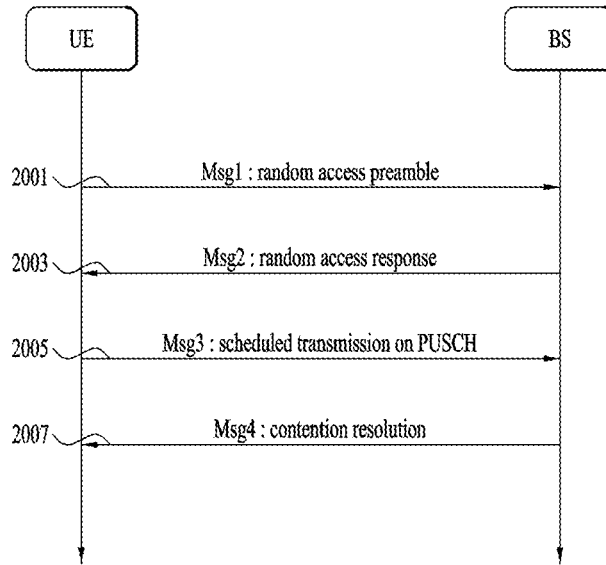 UE
BS
2001
Msg1 : random access preamble
2003
Msg2 : random access response
2005
Msg3 : scheduled transmission on PUSCH
2007
Msg4 : contention resolution